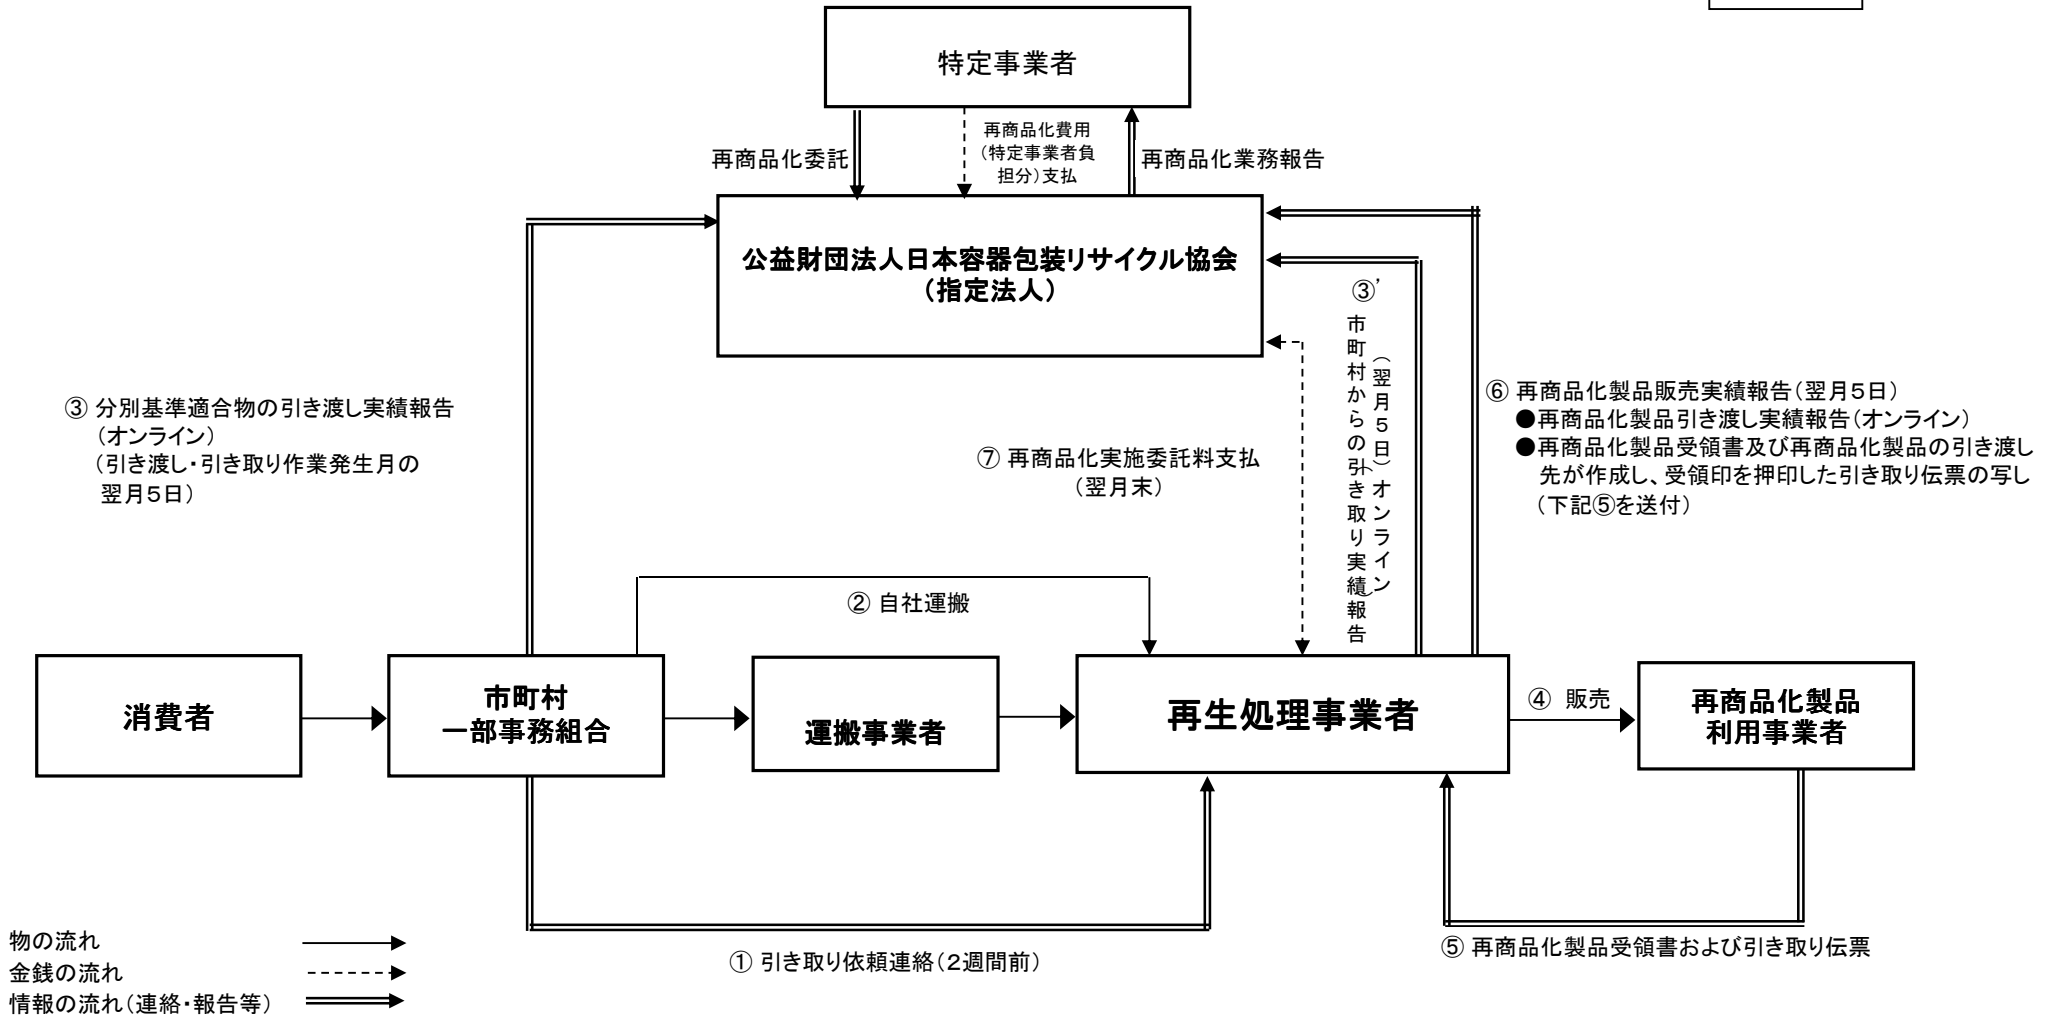 特定事業者
再商品化委託
再商品化費用
（特定事業者負
担分）支払
再商品化業務報告
公益財団法人日本容器包装リサイクル協会
（指定法人）
③’
市町村からの引き取り実績報告
（翌月５日）（オンライン）
③ 分別基準適合物の引き渡し実績報告
（オンライン）
（引き渡し・引き取り作業発生月の
翌月５日）
⑦ 再商品化実施委託料支払
（翌月末）
⑥ 再商品化製品販売実績報告（翌月５日）
●再商品化製品引き渡し実績報告（オンライン）
●再商品化製品受領書及び再商品化製品の引き渡し
先が作成し、受領印を押印した引き取り伝票の写し
（下記⑤を送付）
② 自社運搬
消費者
市町村
一部事務組合
運搬事業者
再生処理事業者
④ 販売
再商品化製品
利用事業者
① 引き取り依頼連絡（２週間前）
⑤ 再商品化製品受領書および引き取り伝票
物の流れ
金銭の流れ
情報の流れ（連絡・報告等）